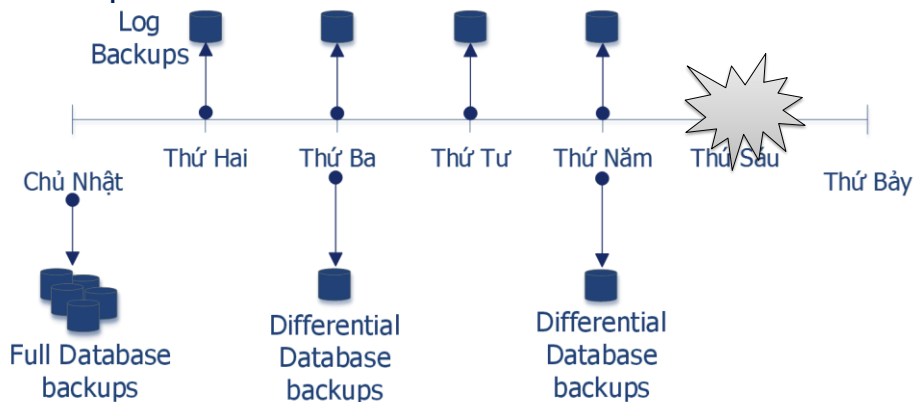 Log
Backups
Thứ Hai
Thứ Ba
Thứ Tư
Thứ Năm
Thứ Sáu
Chủ Nhật
Thứ Bảy
Full Database
backups
Differential
Database
backups
Differential
Database
backups